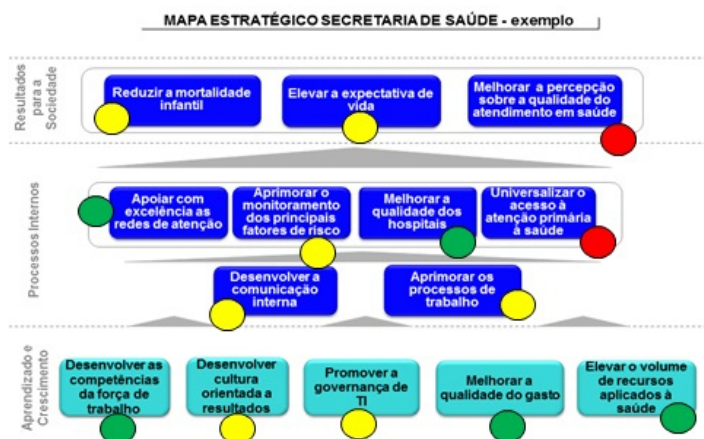 MAPA ESTRATÉGICO SECRETARIA DE SAÚDE - exemplo
Resultados
para a
Sociedade
Reduzir a mortalidade
infantil
Elevar a expectativa de
vida
Melhorar a percepção
sobre a qualidade do
atendimento em saúde
Processos Internos
Apoiar com
excelência as
redes de atenção
Aprimorar o
monitoramento
dos principais
fatores de risco
Melhorar a
qualidade dos
hospitais
Universalizar o
acesso à
atenção primária
à saúde
Desenvolver a
comunicação
interna
Aprimorar os
processos de
trabalho
Aprendizado e
Crescimento
Desenvolver as
competências
da força de
trabalho
Desenvolver
cultura
orientada a
resultados
Promover a
governança de
TI
Melhorar a
qualidade do gasto
Elevar o volume
de recursos
aplicados à
saúde